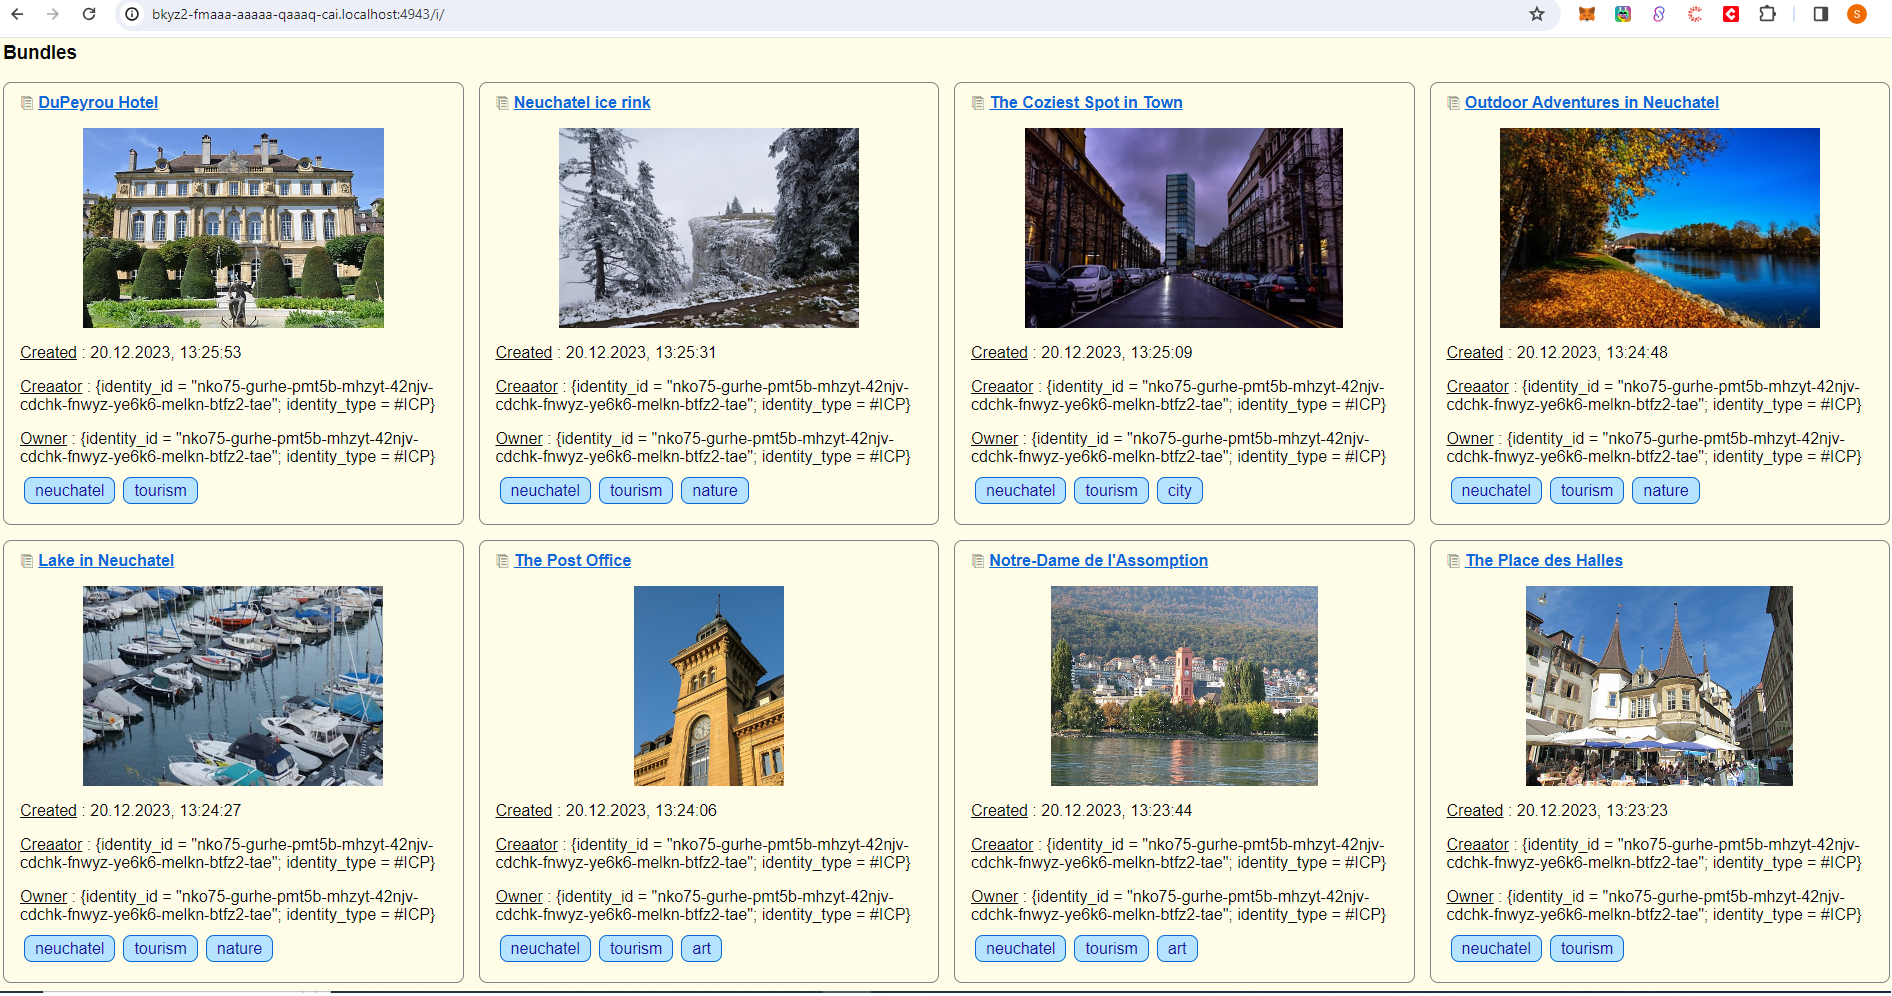 bkyz2-fmaaa-aaaaa-qaaaq-cai.localhost:4943/i/
S
Bundles
DuPeyrou Hotel
Created : 20.12.2023, 13:25:53
Creaator : {identity_id = "nko75-gurhe-pmt5b-mhzyt-42njv-
cdchk-fnwyz-ye6k6-melkn-btfz2-tae"; identity_type = #ICP}
Owner : {identity_id = "nko75-gurhe-pmt5b-mhzyt-42njv-
cdchk-fnwyz-ye6k6-melkn-btfz2-tae"; identity_type = #ICP}
neuchatel tourism
Neuchatel ice rink
Created : 20.12.2023, 13:25:31
Creaator : {identity_id = "nko75-gurhe-pmt5b-mhzyt-42njv-
cdchk-fnwyz-ye6k6-melkn-btfz2-tae"; identity_type = #ICP}
Owner : {identity_id = "nko75-gurhe-pmt5b-mhzyt-42njv-
cdchk-fnwyz-ye6k6-melkn-btfz2-tae"; identity_type = #ICP}
neuchatel tourism nature
The Coziest Spot in Town
Created : 20.12.2023, 13:25:09
Creaator : {identity_id = "nko75-gurhe-pmt5b-mhzyt-42njv-
cdchk-fnwyz-ye6k6-melkn-btfz2-tae"; identity_type = #ICP}
Owner : {identity_id = "nko75-gurhe-pmt5b-mhzyt-42njv-
cdchk-fnwyz-ye6k6-melkn-btfz2-tae"; identity_type = #ICP}
neuchatel tourism city
Outdoor Adventures in Neuchatel
Created : 20.12.2023, 13:24:48
Creaator : {identity_id = "nko75-gurhe-pmt5b-mhzyt-42njv-
cdchk-fnwyz-ye6k6-melkn-btfz2-tae"; identity_type = #ICP}
Owner : {identity_id = "nko75-gurhe-pmt5b-mhzyt-42njv-
cdchk-fnwyz-ye6k6-melkn-btfz2-tae"; identity_type = #ICP}
neuchatel tourism nature
Lake in Neuchatel
Created : 20.12.2023, 13:24:27
Creaator : {identity_id = "nko75-gurhe-pmt5b-mhzyt-42njv-
cdchk-fnwyz-ye6k6-melkn-btfz2-tae"; identity_type = #ICP}
Owner : {identity_id = "nko75-gurhe-pmt5b-mhzyt-42njv-
cdchk-fnwyz-ye6k6-melkn-btfz2-tae"; identity_type = #ICP}
neuchatel tourism nature
The Post Office
Created : 20.12.2023, 13:24:06
Creaator : {identity_id = "nko75-gurhe-pmt5b-mhzyt-42njv-
cdchk-fnwyz-ye6k6-melkn-btfz2-tae"; identity_type = #ICP}
Owner : {identity_id = "nko75-gurhe-pmt5b-mhzyt-42njv-
cdchk-fnwyz-ye6k6-melkn-btfz2-tae"; identity_type = #ICP}
neuchatel tourism art
Notre-Dame de l'Assomption
Created : 20.12.2023, 13:23:44
Creaator : {identity_id = "nko75-gurhe-pmt5b-mhzyt-42njv-
cdchk-fnwyz-ye6k6-melkn-btfz2-tae"; identity_type = #ICP}
Owner : {identity_id = "nko75-gurhe-pmt5b-mhzyt-42njv-
cdchk-fnwyz-ye6k6-melkn-btfz2-tae"; identity_type = #ICP}
neuchatel tourism art
The Place des Halles
Created : 20.12.2023, 13:23:23
Creaator : {identity_id = "nko75-gurhe-pmt5b-mhzyt-42njv-
cdchk-fnwyz-ye6k6-melkn-btfz2-tae"; identity_type = #ICP}
Owner : {identity_id = "nko75-gurhe-pmt5b-mhzyt-42njv-
cdchk-fnwyz-ye6k6-melkn-btfz2-tae"; identity_type = #ICP}
neuchatel tourism